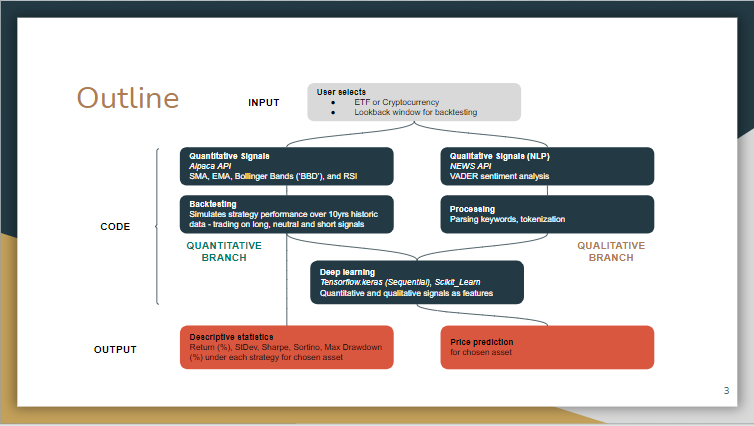 Outline
INPUT
User selects
● ETF or Cryptocurrency
● Lookback window for backtesting
Quantitative Signals
Alpaca API
SMA, EMA, Bollinger Bands ('BBD'), and RSI
Qualitative Signals (NLP)
NEWS API
VADER sentiment analysis
CODE
Backtesting
Simulates strategy performance over 10yrs historic
data - trading on long, neutral and short signals
Processing
Parsing keywords, tokenization
QUANTITATIVE
BRANCH
QUALITATIVE
BRANCH
Deep learning
Tensorflow.keras (Sequential), Scikit_Learn
Quantitative and qualitative signals as features
OUTPUT
Descriptive statistics
Return (%), StDev, Sharpe, Sortino, Max Drawdown
(%) under each strategy for chosen asset
Price prediction
for chosen asset
3